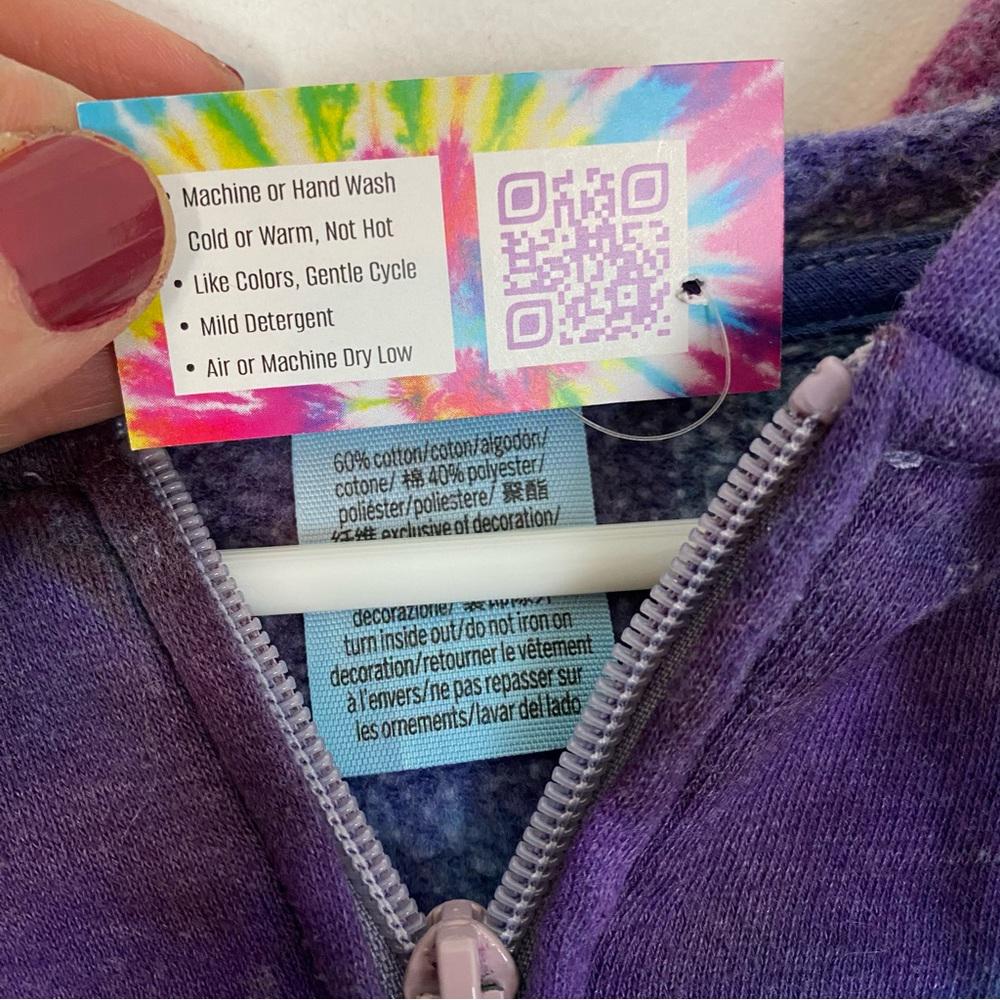 • Machine or Hand Wash
Cold or Warm, Not Hot
• Like Colors, Gentle Cycle
• Mild Detergent
• Air or Machine Dry Low
60% cotton/coton/algodón/
cotone/ 棉 40% polyester/
poliéster/poliestere/ 聚酯
纤维 exclusive of decoration/
decorazione/
turn inside out/do not iron on
decoration/retourner le vêtement
à l'envers/ne pas repasser sur
les ornements/lavar del lado